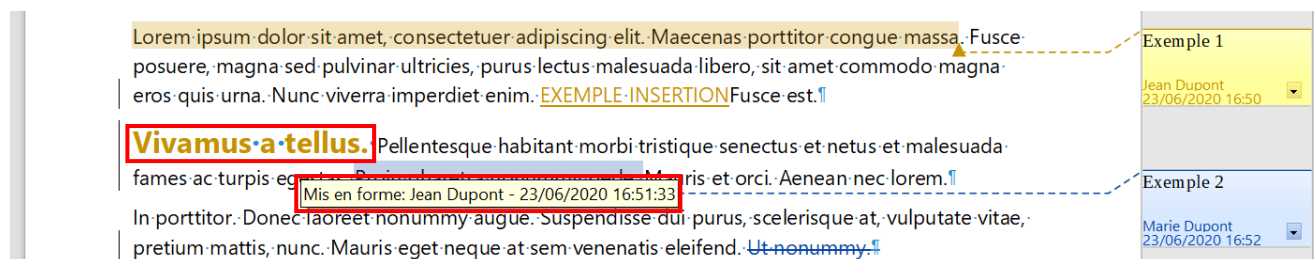 Lorem ipsum dolor sit amet, consectetuer adipiscing elit. Maecenas porttitor congue massa. Fusce
posuere, magna sed pulvinar ultricies, purus lectus malesuada libero, sit amet commodo magna
eros quis urna. Nunc viverra imperdiet enim. EXEMPLE INSERTIONFusce est.¶
Vivamus a tellus. Pellentesque habitant morbi tristique senectus et netus et malesuada
fames ac turpis Mauris et orci. Aenean nec lorem.¶
Mis en forme: Jean Dupont - 23/06/2020 16:51:33
In porttitor. Donec laoreet nonummy augue. Suspendisse dui purus, scelerisque at, vulputate vitae,
pretium mattis, nunc. Mauris eget neque at sem venenatis eleifend. Ut nonummy.¶
Exemple 1
Jean Dupont
23/06/2020 16:50
Exemple 2
Marie Dupont
23/06/2020 16:52